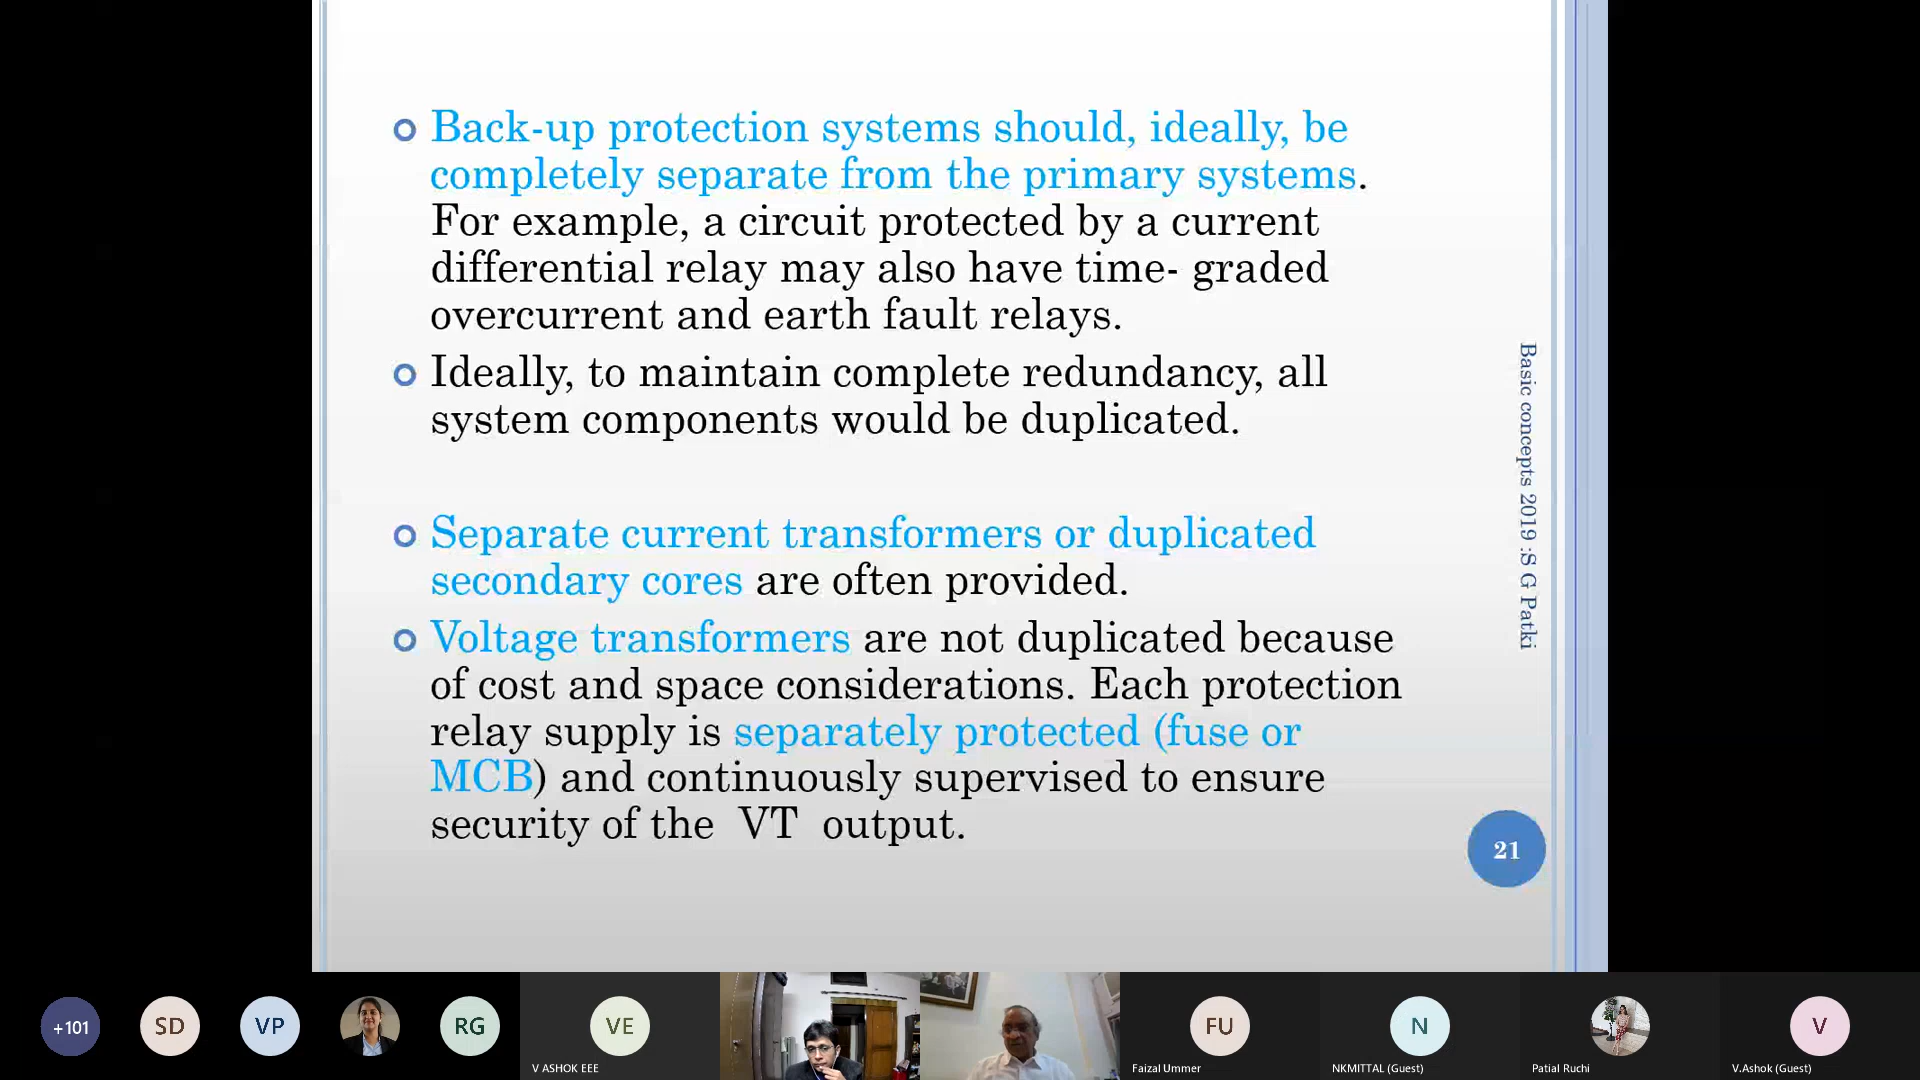 Back-up protection systems should, ideally, be
completely separate from the primary systems.
For example, a circuit protected by a current
differential relay may also have time- graded
overcurrent and earth fault relays.
Ideally, to maintain complete redundancy, all
system components would be duplicated.
Separate current transformers or duplicated
secondary cores are often provided.
Voltage transformers are not duplicated because
of cost and space considerations. Each protection
relay supply is separately protected (fuse or
MCB) and continuously supervised to ensure
security of the VT output.
Basic concepts 2019 :S G Patki
21
+101
SD
VP
RG
VE
V ASHOK EEE
FU
Faizal Ummer
N
NKMITTAL (Guest)
Patial Ruchi
V
V.Ashok (Guest)